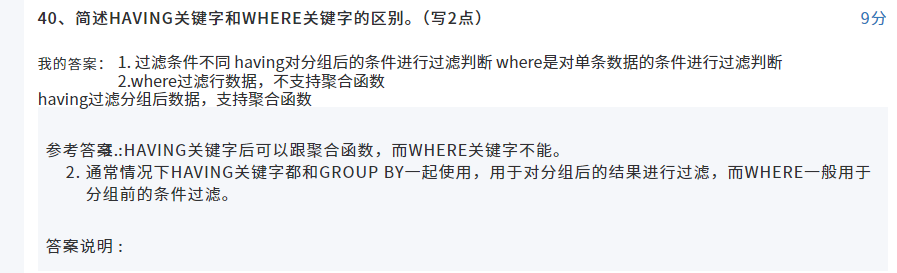 40、简述HAVING关键字和WHERE关键字的区别。（写2点）
9分
我的答案： 1. 过滤条件不同 having对分组后的条件进行过滤判断 where是对单条数据的条件进行过滤判断
2.where过滤行数据，不支持聚合函数
having过滤分组后数据，支持聚合函数
参考答案1.:HAVING关键字后可以跟聚合函数，而WHERE关键字不能。
2. 通常情况下HAVING关键字都和GROUP BY一起使用，用于对分组后的结果进行过滤，而WHERE一般用于
分组前的条件过滤。
答案说明：